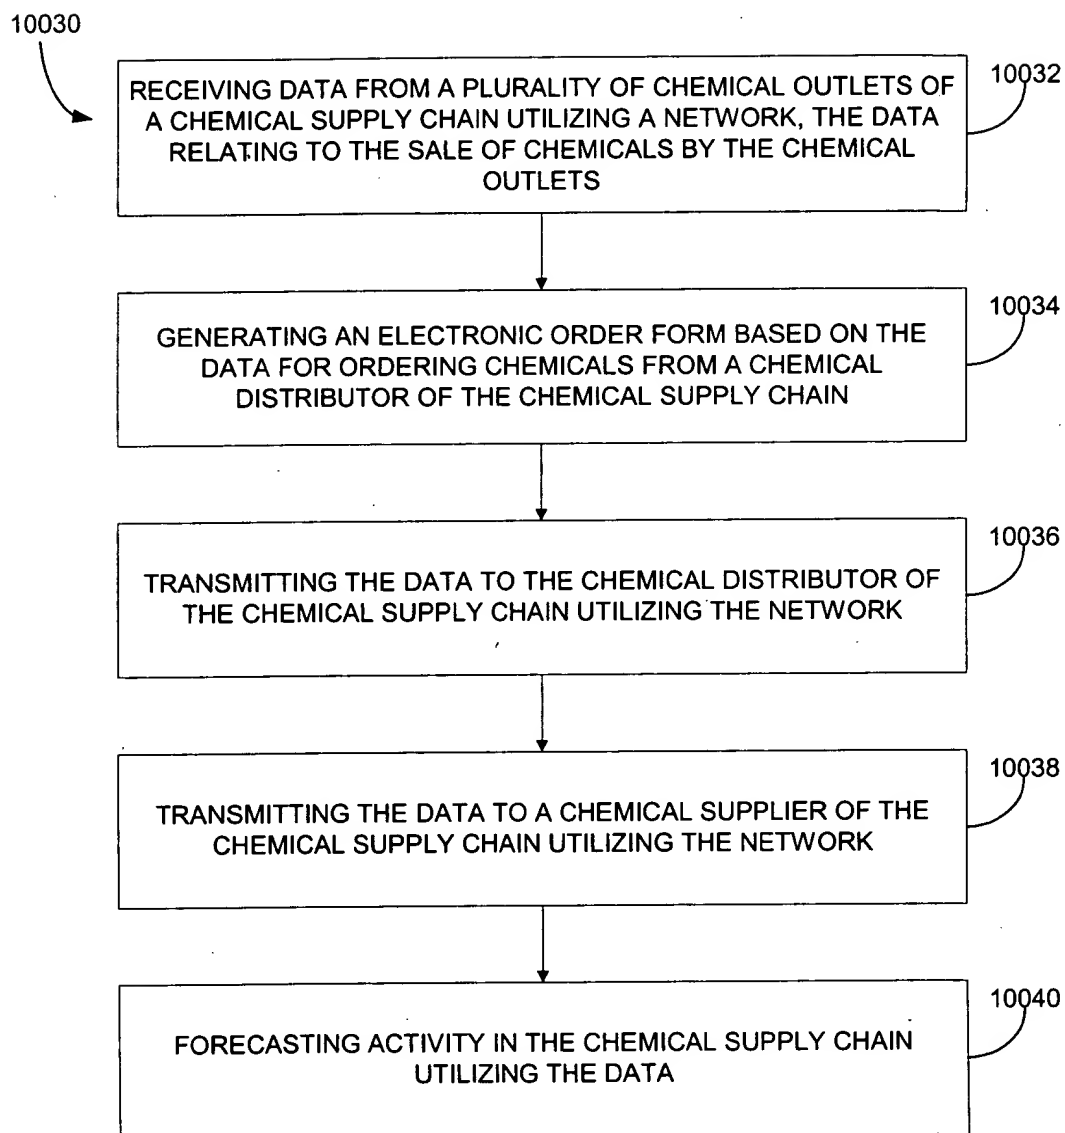 10030
RECEIVING DATA FROM A PLURALITY OF CHEMICAL OUTLETS OF
A CHEMICAL SUPPLY CHAIN UTILIZING A NETWORK, THE DATA
RELATING TO THE SALE OF CHEMICALS BY THE CHEMICAL
OUTLETS
10032
GENERATING AN ELECTRONIC ORDER FORM BASED ON THE
DATA FOR ORDERING CHEMICALS FROM A CHEMICAL
DISTRIBUTOR OF THE CHEMICAL SUPPLY CHAIN
10034
TRANSMITTING THE DATA TO THE CHEMICAL DISTRIBUTOR OF
THE CHEMICAL SUPPLY CHAIN UTILIZING THE NETWORK
10036
TRANSMITTING THE DATA TO A CHEMICAL SUPPLIER OF THE
CHEMICAL SUPPLY CHAIN UTILIZING THE NETWORK
10038
FORECASTING ACTIVITY IN THE CHEMICAL SUPPLY CHAIN
UTILIZING THE DATA
10040